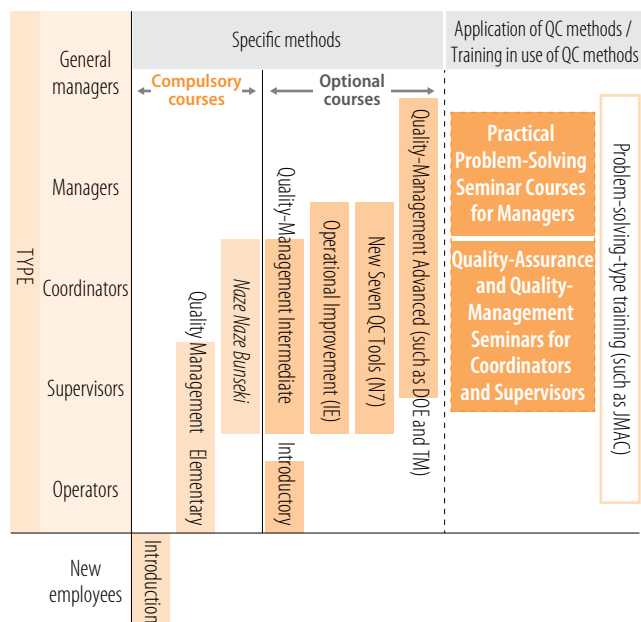 Specific methods
Application of QC methods /
Training in use of QC methods
TYPE
General
managers
Managers
Coordinators
Supervisors
Operators
New
employees
Compulsory
courses
Optional
courses
Introduction
Quality Management Elementary
Naze Naze Bunseki
Quality-Management Intermediate
Introductory
Operational Improvement (IE)
New Seven QC Tools (N7)
Quality-Management Advanced (such as DOE and TM)
Practical
Problem-Solving
Seminar Courses
for Managers
Quality-Assurance
and Quality-
Management
Seminars for
Coordinators
and Supervisors
Problem-solving-type training (such as JMAC)